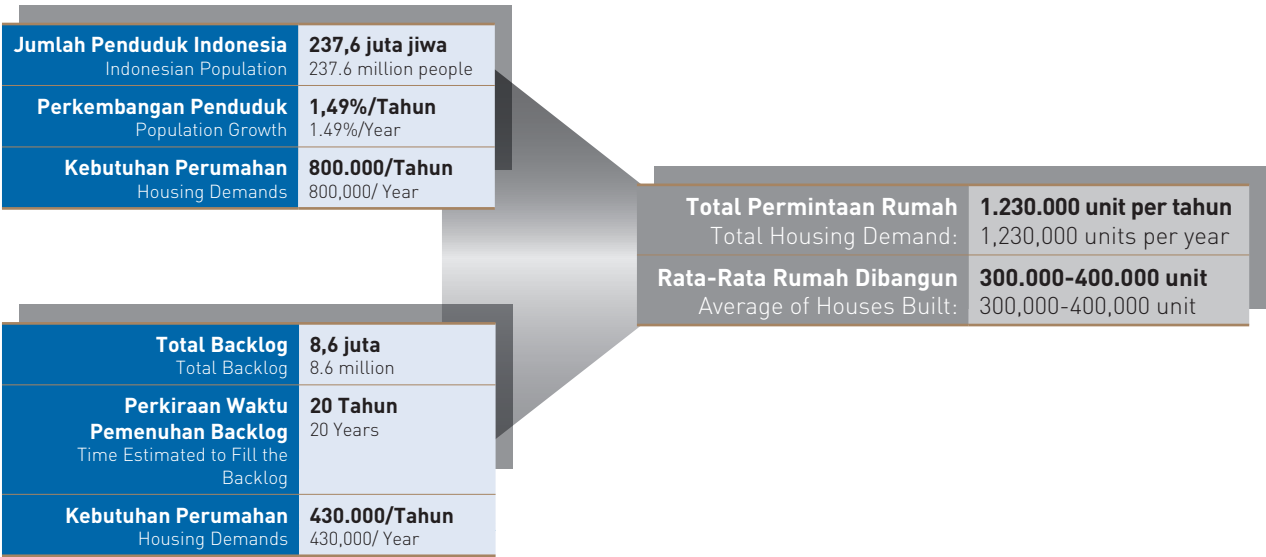 Jumlah Penduduk Indonesia 237,6 juta jiwa
Indonesian Population 237.6 million people
Perkembangan Penduduk 1,49%/Tahun
Population Growth 1.49%/Year
Kebutuhan Perumahan 800.000/Tahun
Housing Demands 800,000/ Year
Total Permintaan Rumah 1.230.000 unit per tahun
Total Housing Demand: 1,230,000 units per year
Rata-Rata Rumah Dibangun 300.000-400.000 unit
Average of Houses Built: 300,000-400,000 unit
Total Backlog 8,6 juta
Total Backlog 8.6 million
Perkiraan Waktu 20 Tahun
Pemenuhan Backlog 20 Years
Time Estimated to Fill the
Backlog
Kebutuhan Perumahan 430.000/Tahun
Housing Demands 430,000/ Year